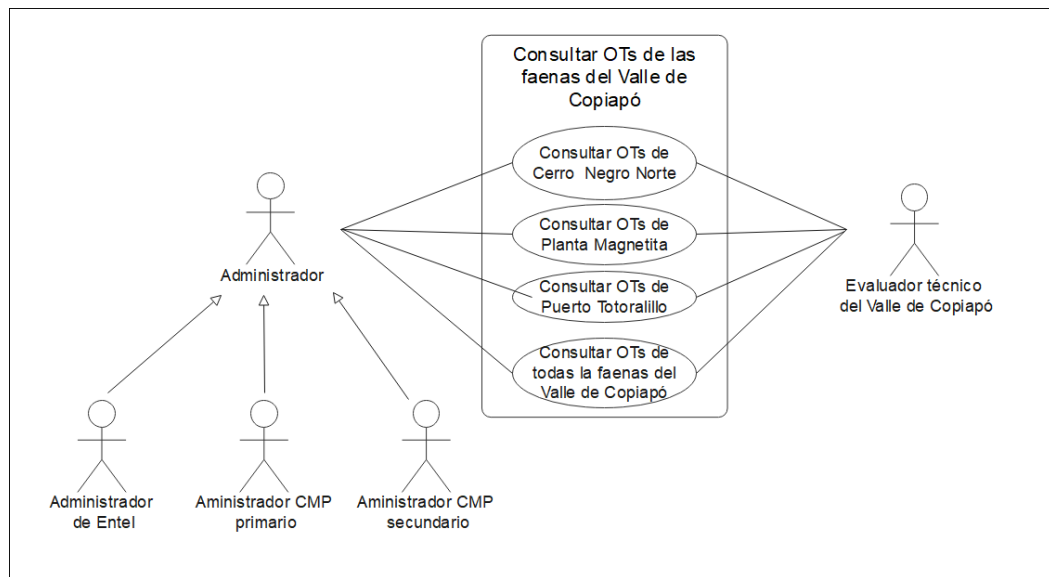 Consultar OTs de las
faenas del Valle de
Copiapó
Consultar OTs de
Cerro Negro Norte
Consultar OTs de
Planta Magnetita
Consultar OTs de
Puerto Totoralillo
Consultar OTs de
todas la faenas del
Valle de Copiapó
Administrador
Evaluador técnico
del Valle de Copiapó
Administrador
de Entel
Aministrador CMP
primario
Aministrador CMP
secundario